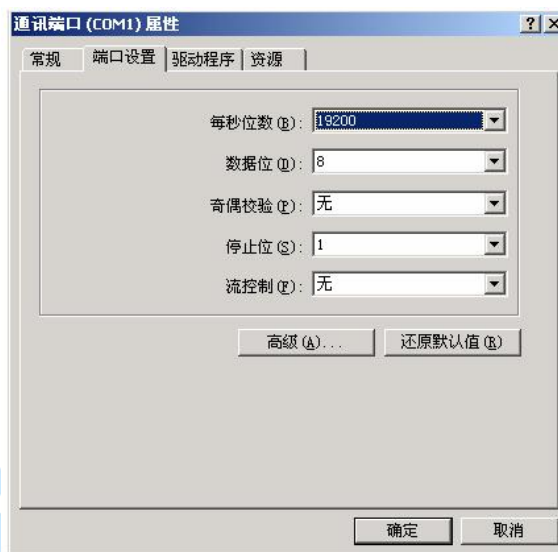 通讯端口 (COM1) 属性
常规 端口设置 驱动程序 资源
每秒位数(B): 19200
数据位(D): 8
奇偶校验(P): 无
停止位(S): 1
流控制(F): 无
高级(A)... 还原默认值(R)
确定 取消